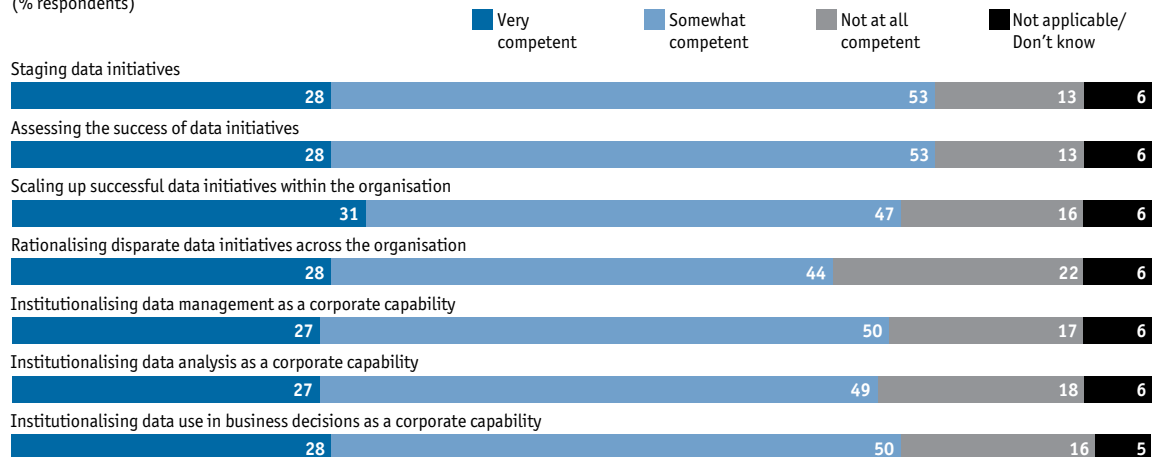 (% respondents)
Very competent
Somewhat competent
Not at all competent
Not applicable/ Don't know
Staging data initiatives
28 53 13 6
Assessing the success of data initiatives
28 53 13 6
Scaling up successful data initiatives within the organisation
31 47 16 6
Rationalising disparate data initiatives across the organisation
28 44 22 6
Institutionalising data management as a corporate capability
27 50 17 6
Institutionalising data analysis as a corporate capability
27 49 18 6
Institutionalising data use in business decisions as a corporate capability
28 50 16 5